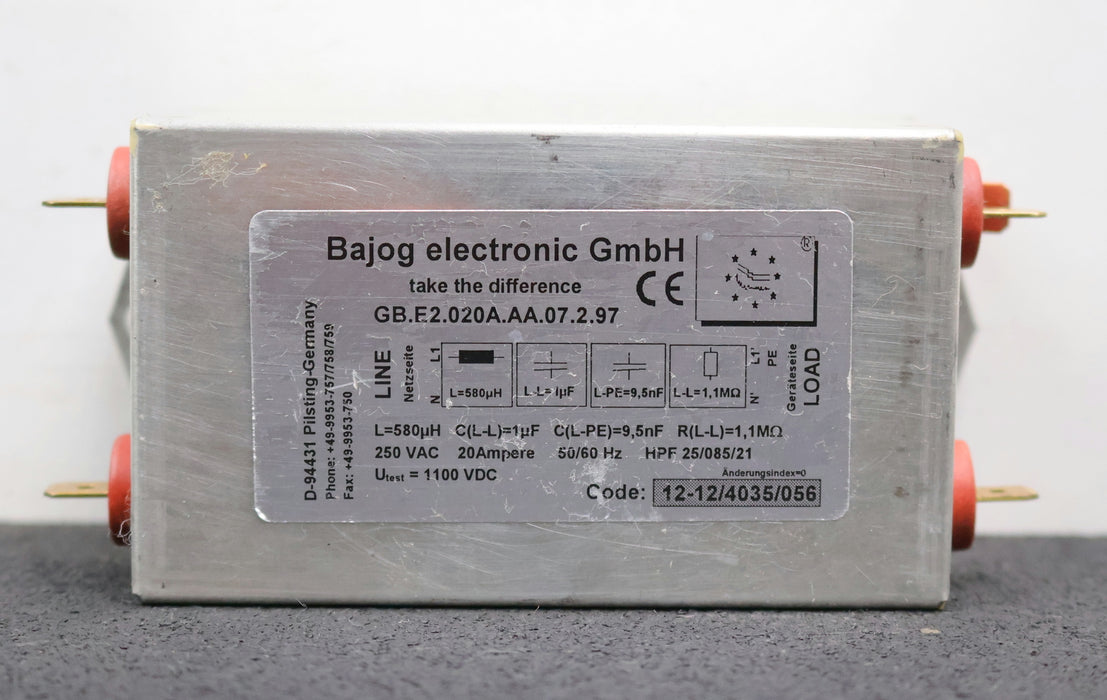 Bajog electronic GmbH
®
take the difference
CE
GB.E2.020A.AA.07.2.97
D-94431 Pilsting-Germany
Phone: +49-9953-757/758/759
Fax: +49-9953-750
LINE
Netzseite
L1
N
L=580µH
L-L=1µF
L-PE=9,5nF
L-L=1,1MΩ
L1'
N'
PE
Geräteseite
LOAD
L=580µH C(L-L)=1µF C(L-PE)=9,5nF R(L-L)=1,1MΩ
250 VAC 20Ampere 50/60 Hz HPF 25/085/21
Utest = 1100 VDC
Änderungsindex=0
Code: 12-12/4035/056